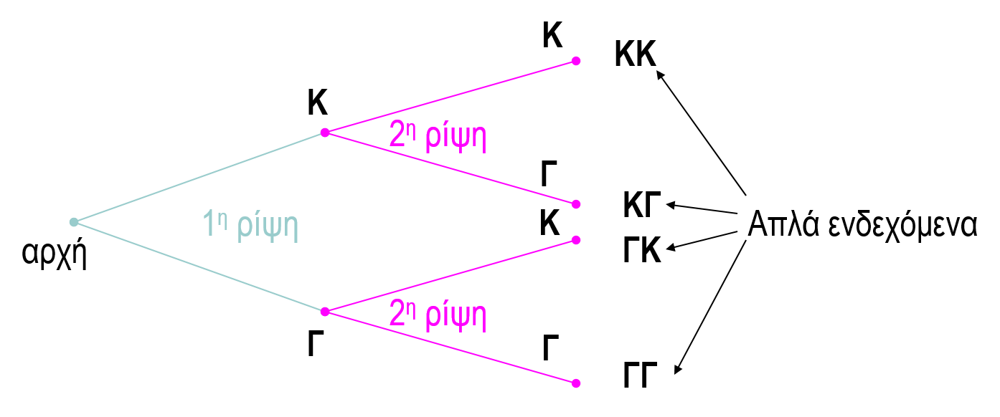 Κ
ΚΚ
Κ
2η ρίψη
Γ
ΚΓ
1η ρίψη
Κ
Απλά ενδεχόμενα
αρχή
ΓΚ
2η ρίψη
Γ
Γ
ΓΓ